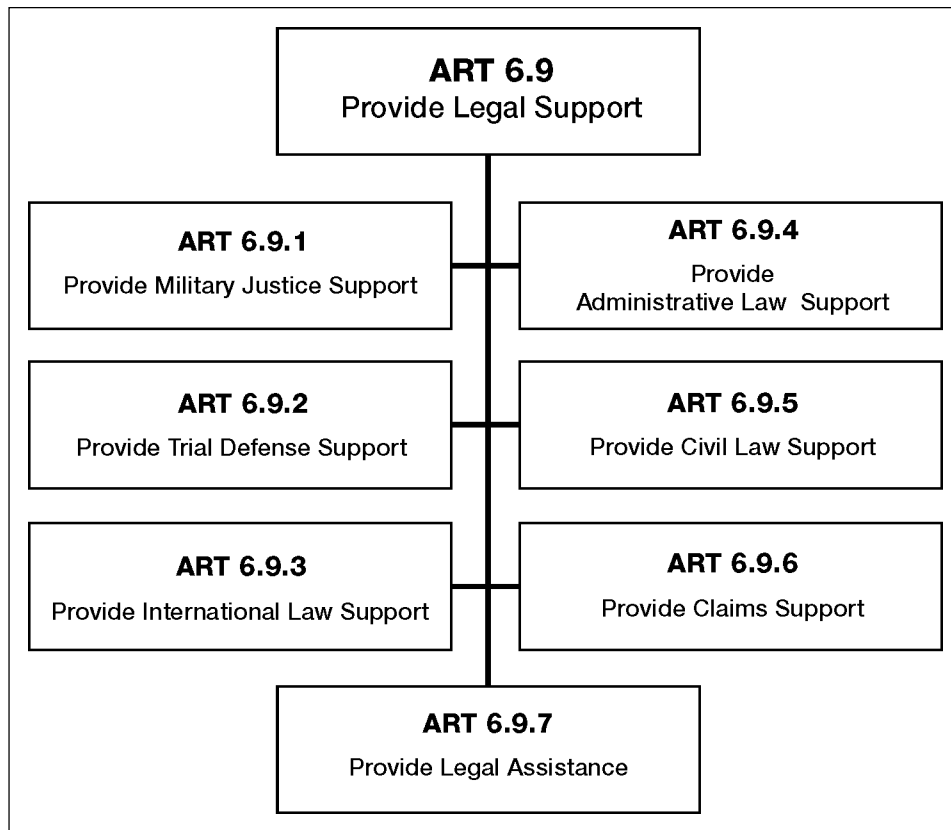 ART 6.9
Provide Legal Support
ART 6.9.1
Provide Military Justice Support
ART 6.9.4
Provide
Administrative Law Support
ART 6.9.2
Provide Trial Defense Support
ART 6.9.5
Provide Civil Law Support
ART 6.9.3
Provide International Law Support
ART 6.9.6
Provide Claims Support
ART 6.9.7
Provide Legal Assistance